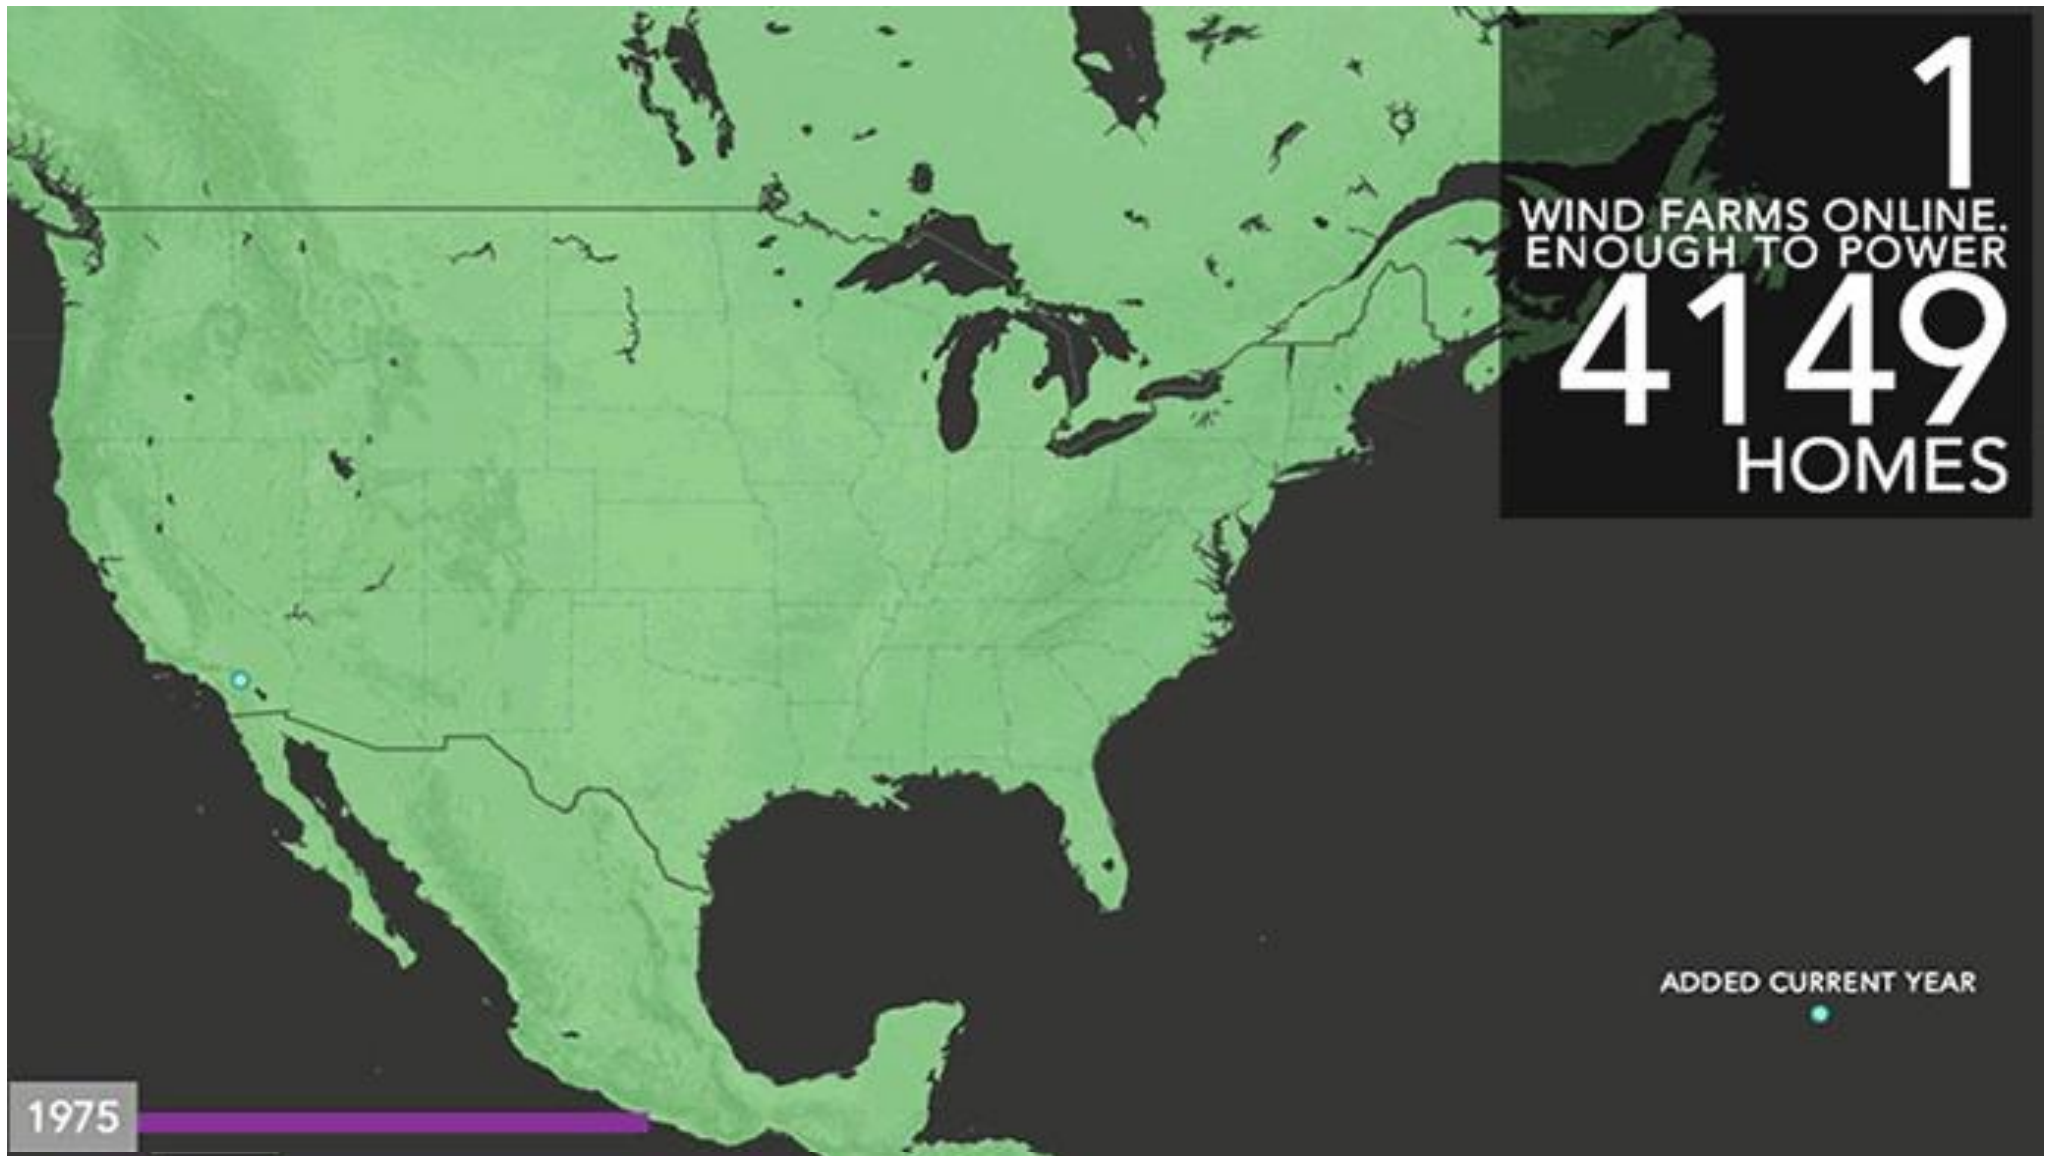 1
WIND FARMS ONLINE.
ENOUGH TO POWER
4149
HOMES
ADDED CURRENT YEAR
1975